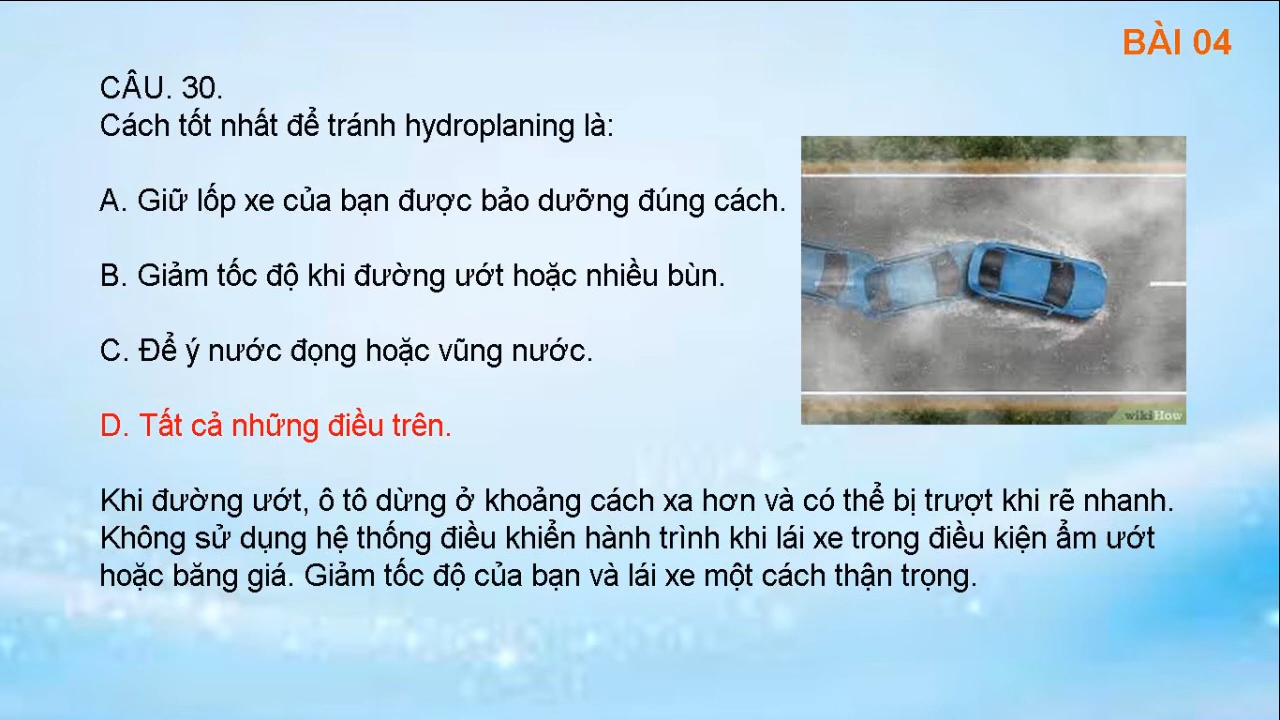 BÀI 04
CÂU. 30.
Cách tốt nhất để tránh hydroplaning là:
A. Giữ lốp xe của bạn được bảo dưỡng đúng cách.
B. Giảm tốc độ khi đường ướt hoặc nhiều bùn.
C. Để ý nước đọng hoặc vũng nước.
D. Tất cả những điều trên.
wikiHow
Khi đường ướt, ô tô dừng ở khoảng cách xa hơn và có thể bị trượt khi rẽ nhanh.
Không sử dụng hệ thống điều khiển hành trình khi lái xe trong điều kiện ẩm ướt
hoặc băng giá. Giảm tốc độ của bạn và lái xe một cách thận trọng.